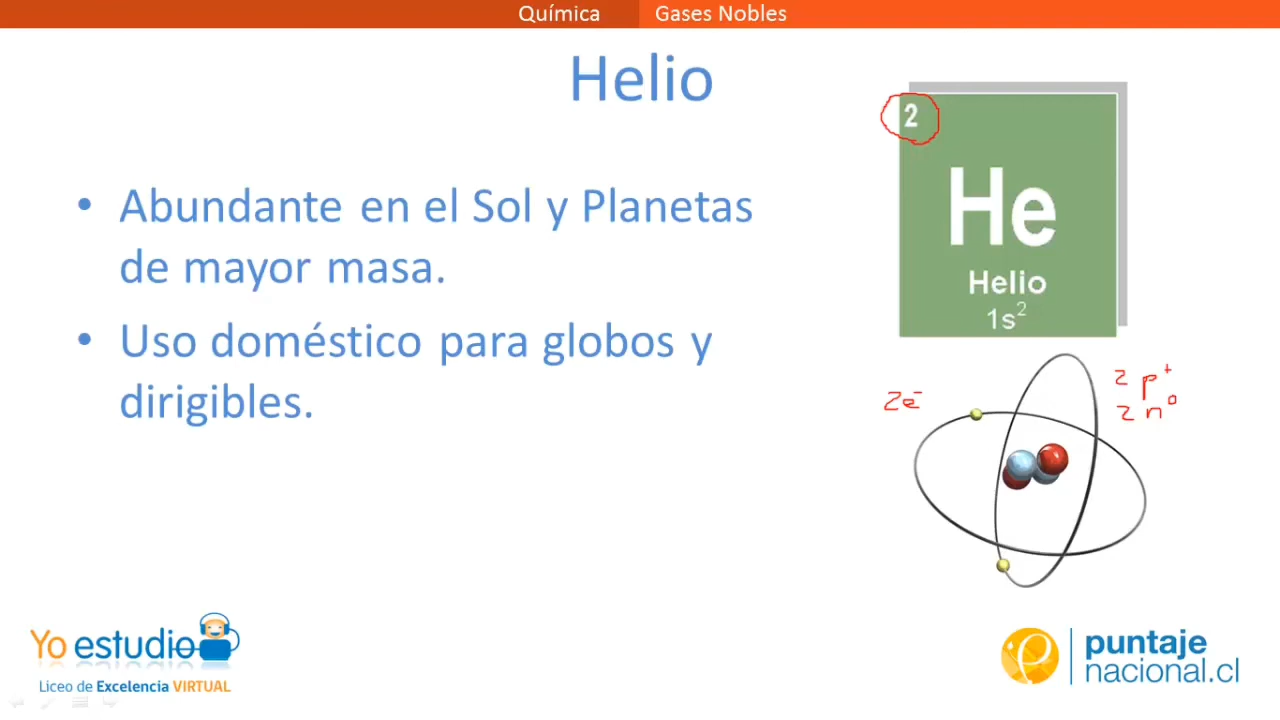 Química Gases Nobles
Helio
• Abundante en el Sol y Planetas
de mayor masa.
• Uso doméstico para globos y
dirigibles.
2
He
Helio
1s²
2e⁻
2 p⁺
2 n⁰
Yo estudio
Liceo de Excelencia VIRTUAL
puntaje
nacional.cl